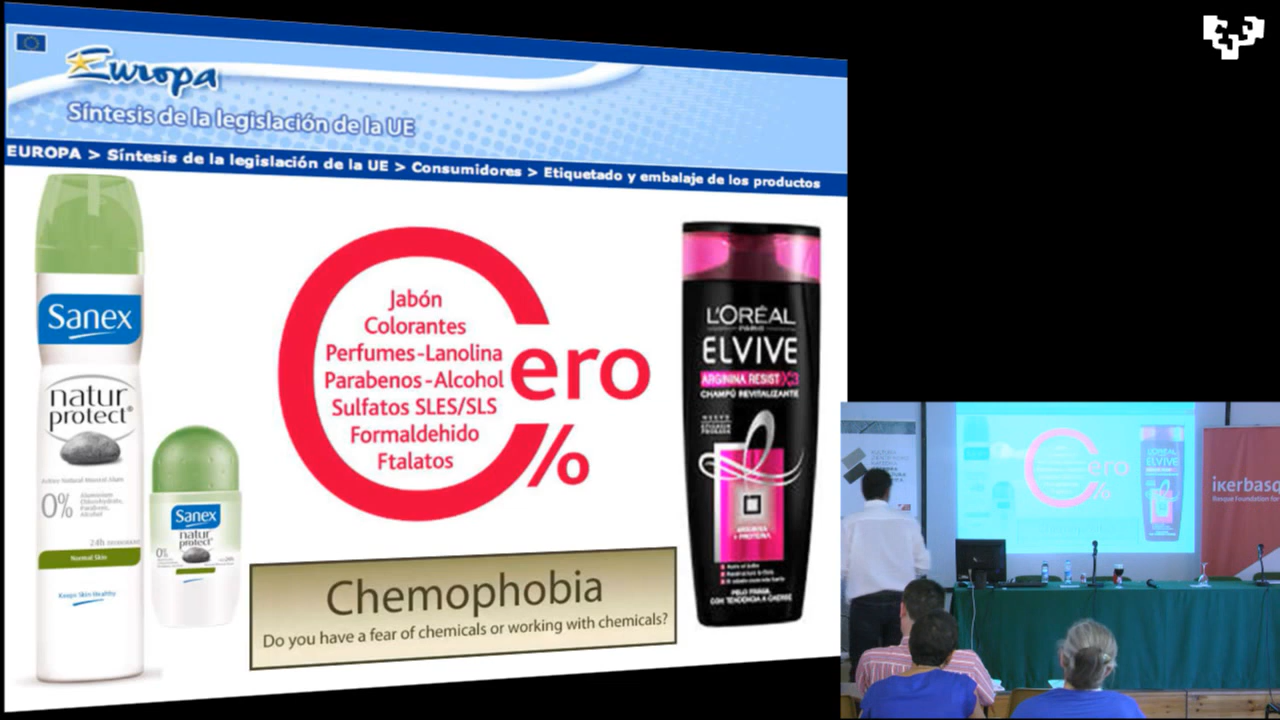 Europa
Síntesis de la legislación de la UE
EUROPA > Síntesis de la legislación de la UE > Consumidores > Etiquetado y embalaje de los productos
Sanex
natur
protect®
0%
24h
Normal Skin
Keeps Skin Healthy
Sanex
natur
protect
0%
Jabón
Colorantes
Perfumes-Lanolina
Parabenos-Alcohol
Sulfatos SLES/SLS
Formaldehido
Ftalatos
Cero
%
L'ORÉAL
PARIS
ELVIVE
ARGININA RESIST X3
CHAMPÚ REVITALIZANTE
Chemophobia
Do you have a fear of chemicals or working with chemicals?
ero
%
ELVIVE
ikerbasq
Basque Foundation for